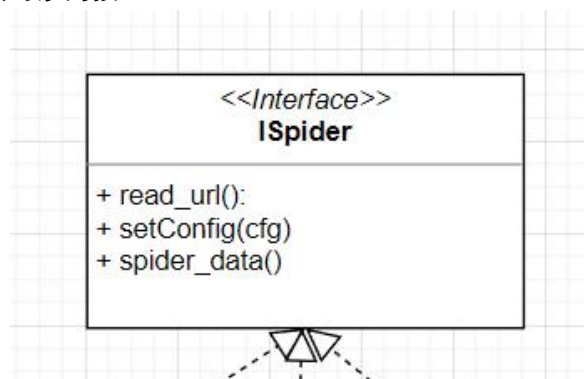 <<Interface>>
ISpider
+ read_url():
+ setConfig(cfg)
+ spider_data()